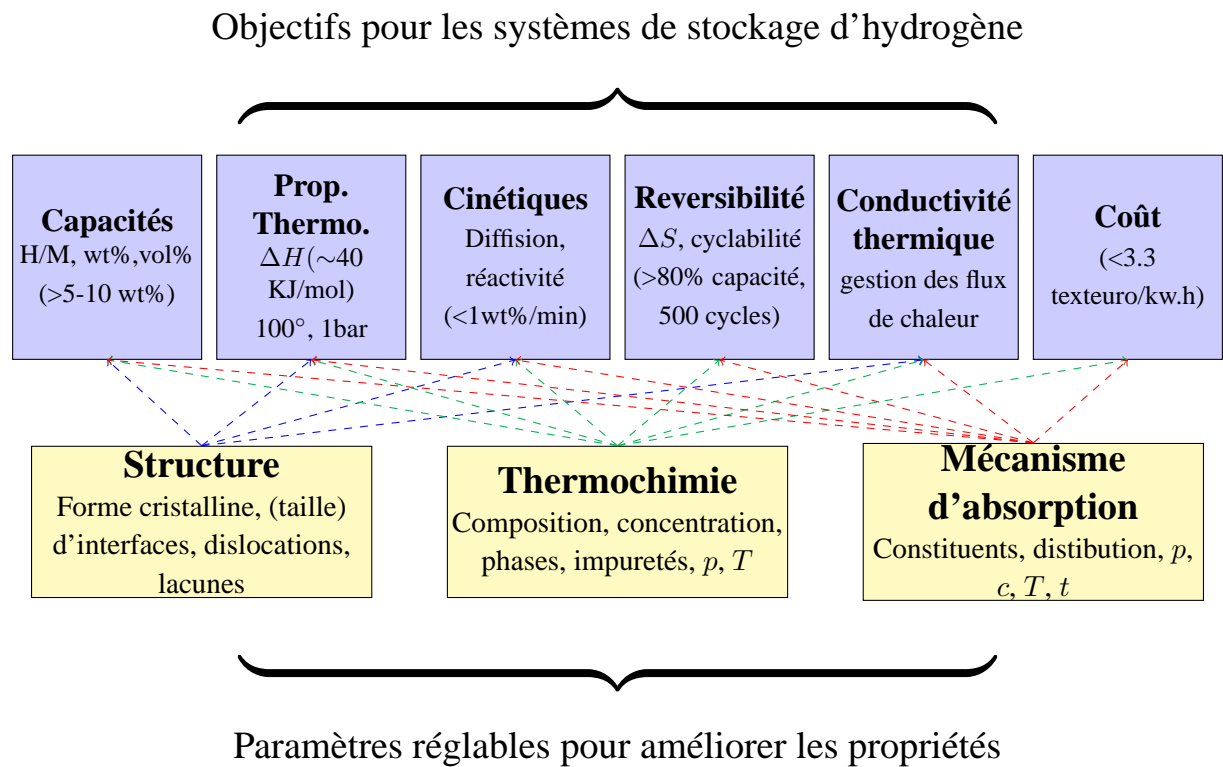 Objectifs pour les systèmes de stockage d’hydrogène
Capacités
H/M, wt%,vol%
(>5-10 wt%)
Prop.
Thermo.
ΔH(∼40
KJ/mol)
100°, 1bar
Cinétiques
Diffision,
réactivité
(<1wt%/min)
Reversibilité
ΔS, cyclabilité
(>80% capacité,
500 cycles)
Conductivité
thermique
gestion des flux
de chaleur
Coût
(<3.3
texteuro/kw.h)
Structure
Forme cristalline, (taille)
d’interfaces, dislocations,
lacunes
Thermochimie
Composition, concentration,
phases, impuretés, p, T
Mécanisme
d’absorption
Constituents, distibution, p,
c, T, t
Paramètres réglables pour améliorer les propriétés